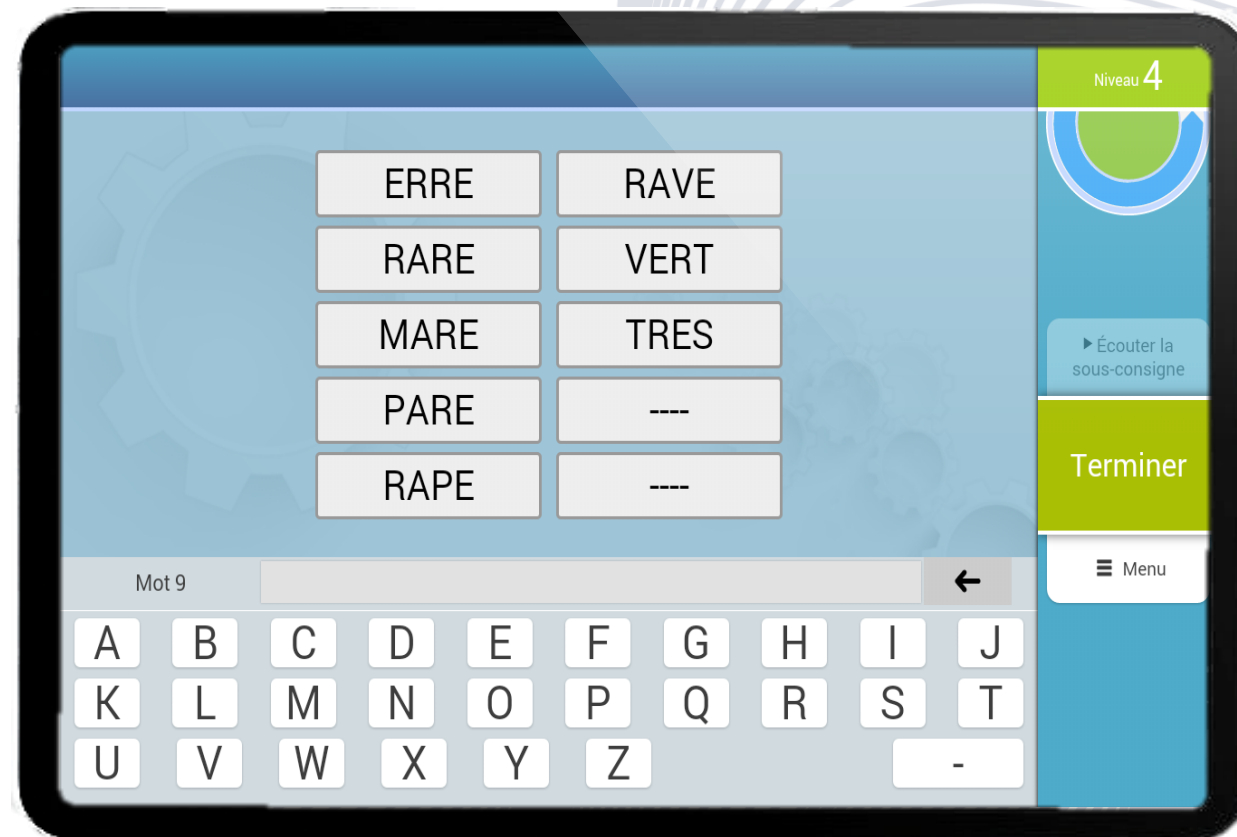 Niveau 4
ERRE RAVE
RARE VERT
MARE TRES
PARE ----
RAPE ----
Écouter la
sous-consigne
Terminer
Menu
Mot 9
A B C D E F G H I J
K L M N O P Q R S T
U V W X Y Z -